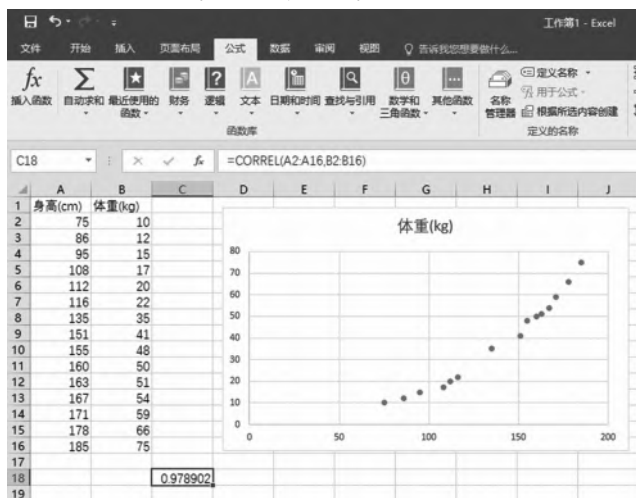 工作簿1 - Excel
文件 开始 插入 页面布局 公式 数据 审阅 视图 告诉我您想要做什么...
fx Σ ? A θ ...
插入函数 自动求和 最近使用的函数 财务 逻辑 文本 日期和时间 查找与引用 数学和三角函数 其他函数 名称管理器 定义名称 用于公式 根据所选内容创建
函数库 定义的名称
C18 fx =CORREL(A2:A16,B2:B16)
A B C D E F G H I J
1 身高(cm) 体重(kg)
2 75 10
3 86 12
4 95 15
5 108 17
6 112 20
7 116 22
8 135 35
9 151 41
10 155 48
11 160 50
12 163 51
13 167 54
14 171 59
15 178 66
16 185 75
17
18 0.978902
19
体重(kg)
80
70
60
50
40
30
20
10
0
0 50 100 150 200